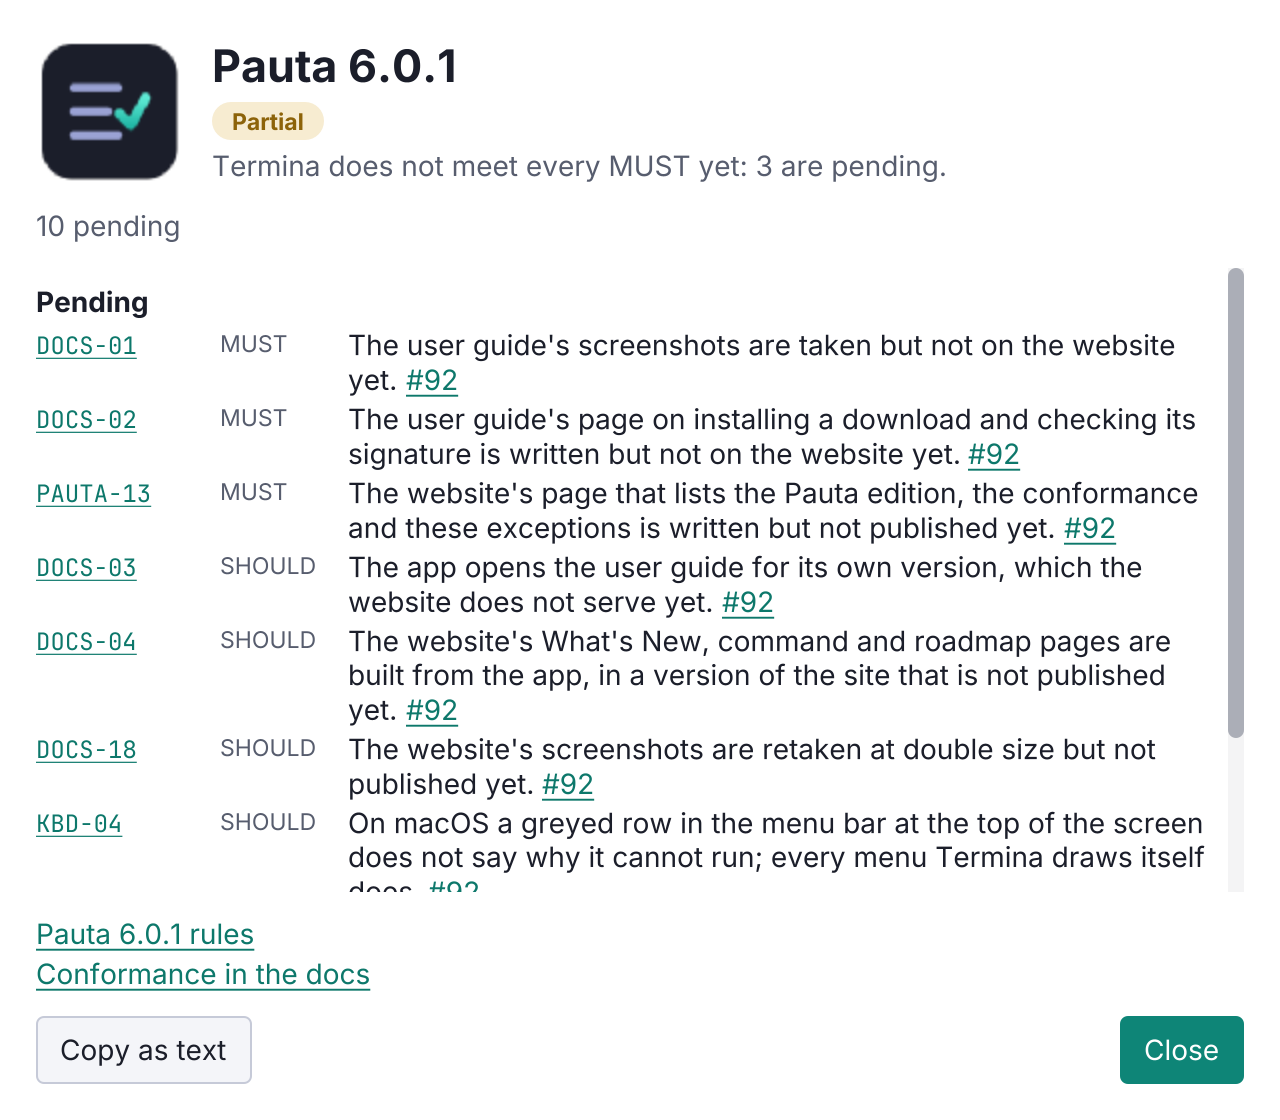 Pauta 6.0.1
Partial
Termina does not meet every MUST yet: 3 are pending.
10 pending
Pending
DOCS-01 MUST The user guide's screenshots are taken but not on the website
yet. #92
DOCS-02 MUST The user guide's page on installing a download and checking its
signature is written but not on the website yet. #92
PAUTA-13 MUST The website's page that lists the Pauta edition, the conformance
and these exceptions is written but not published yet. #92
DOCS-03 SHOULD The app opens the user guide for its own version, which the
website does not serve yet. #92
DOCS-04 SHOULD The website's What's New, command and roadmap pages are
built from the app, in a version of the site that is not published
yet. #92
DOCS-18 SHOULD The website's screenshots are retaken at double size but not
published yet. #92
KBD-04 SHOULD On macOS a greyed row in the menu bar at the top of the screen
does not say why it cannot run; every menu Termina draws itself
does. #92
Pauta 6.0.1 rules
Conformance in the docs
Copy as text
Close